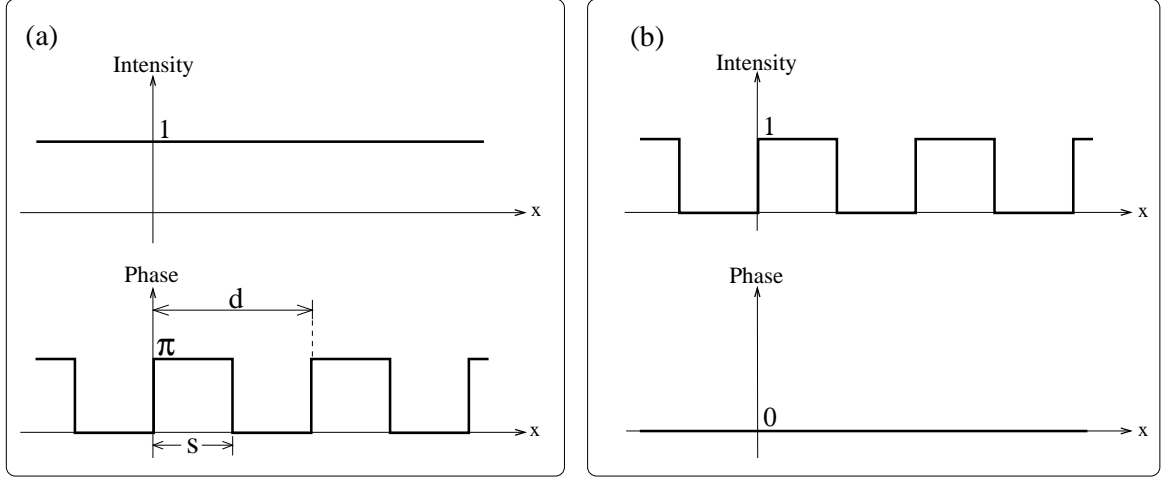 (a)
Intensity
1
x
Phase
d
π
x
s
(b)
Intensity
1
x
Phase
0
x